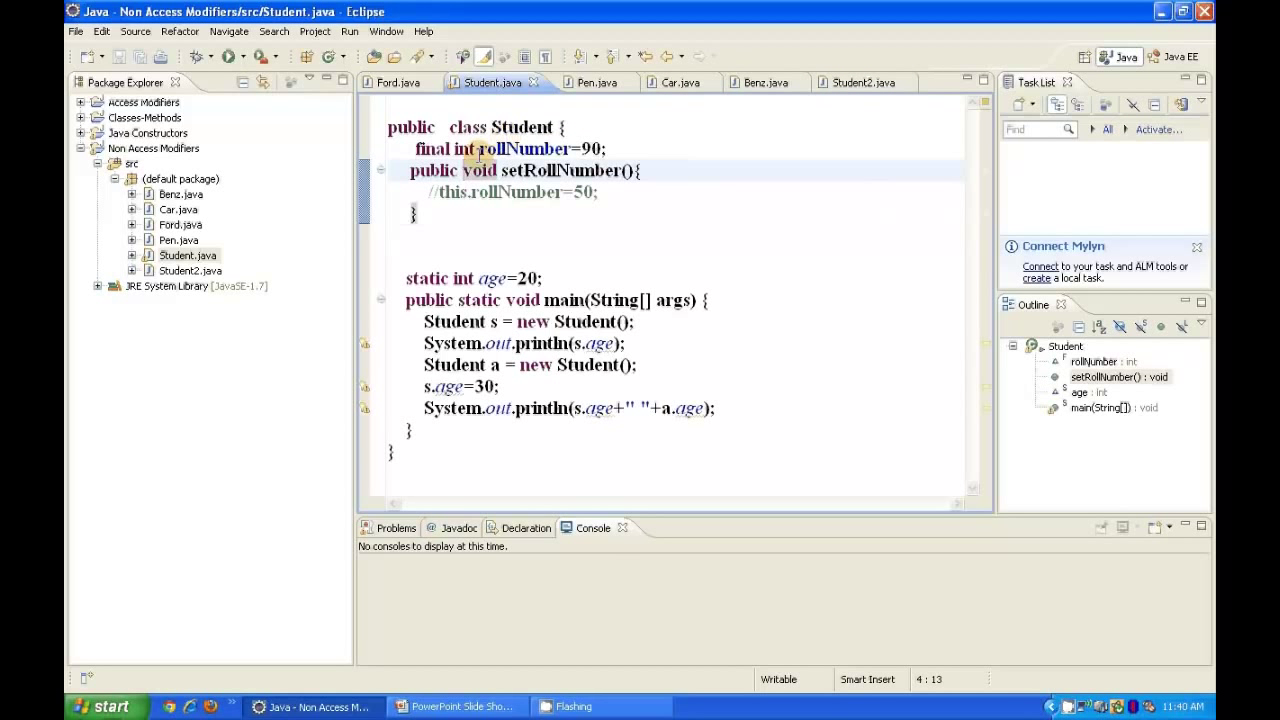 Java - Non Access Modifiers/src/Student.java - Eclipse
File Edit Source Refactor Navigate Search Project Run Window Help
Java Java EE
Package Explorer
Access Modifiers
Classes-Methods
Java Constructors
Non Access Modifiers
src
(default package)
Benz.java
Car.java
Ford.java
Pen.java
Student.java
Student2.java
JRE System Library [JavaSE-1.7]
Ford.java Student.java Pen.java Car.java Benz.java Student2.java
public class Student {
final int rollNumber=90;
public void setRollNumber(){
//this.rollNumber=50;
}
static int age=20;
public static void main(String[] args) {
Student s = new Student();
System.out.println(s.age);
Student a = new Student();
s.age=30;
System.out.println(s.age+" "+a.age);
}
}
Task List
Find All Activate...
Connect Mylyn
Connect to your task and ALM tools or
create a local task.
Outline
Student
rollNumber : int
setRollNumber() : void
age : int
main(String[]) : void
Problems Javadoc Declaration Console
No consoles to display at this time.
Writable Smart Insert 4 : 13
start Java - Non Access M... PowerPoint Slide Sho... Flashing 11:40 AM